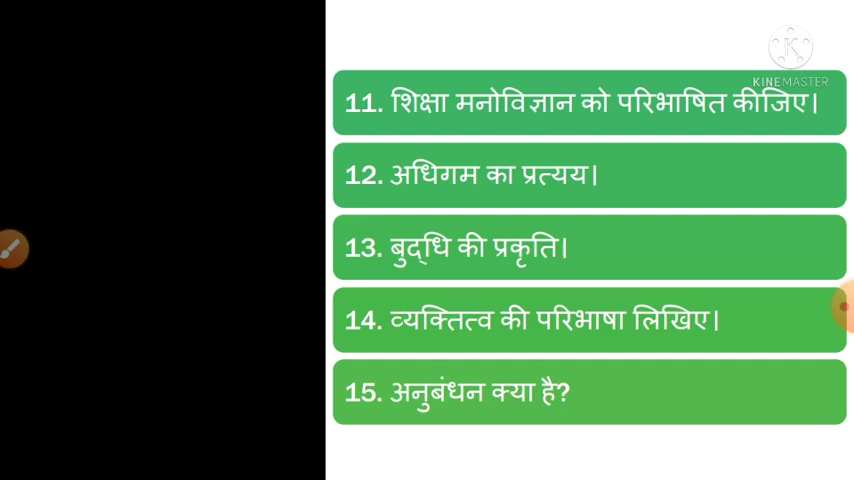 K
KINEMASTER
11. शिक्षा मनोविज्ञान को परिभाषित कीजिए।
12. अधिगम का प्रत्यय।
13. बुद्धि की प्रकृति।
14. व्यक्तित्व की परिभाषा लिखिए।
15. अनुबंधन क्या है?